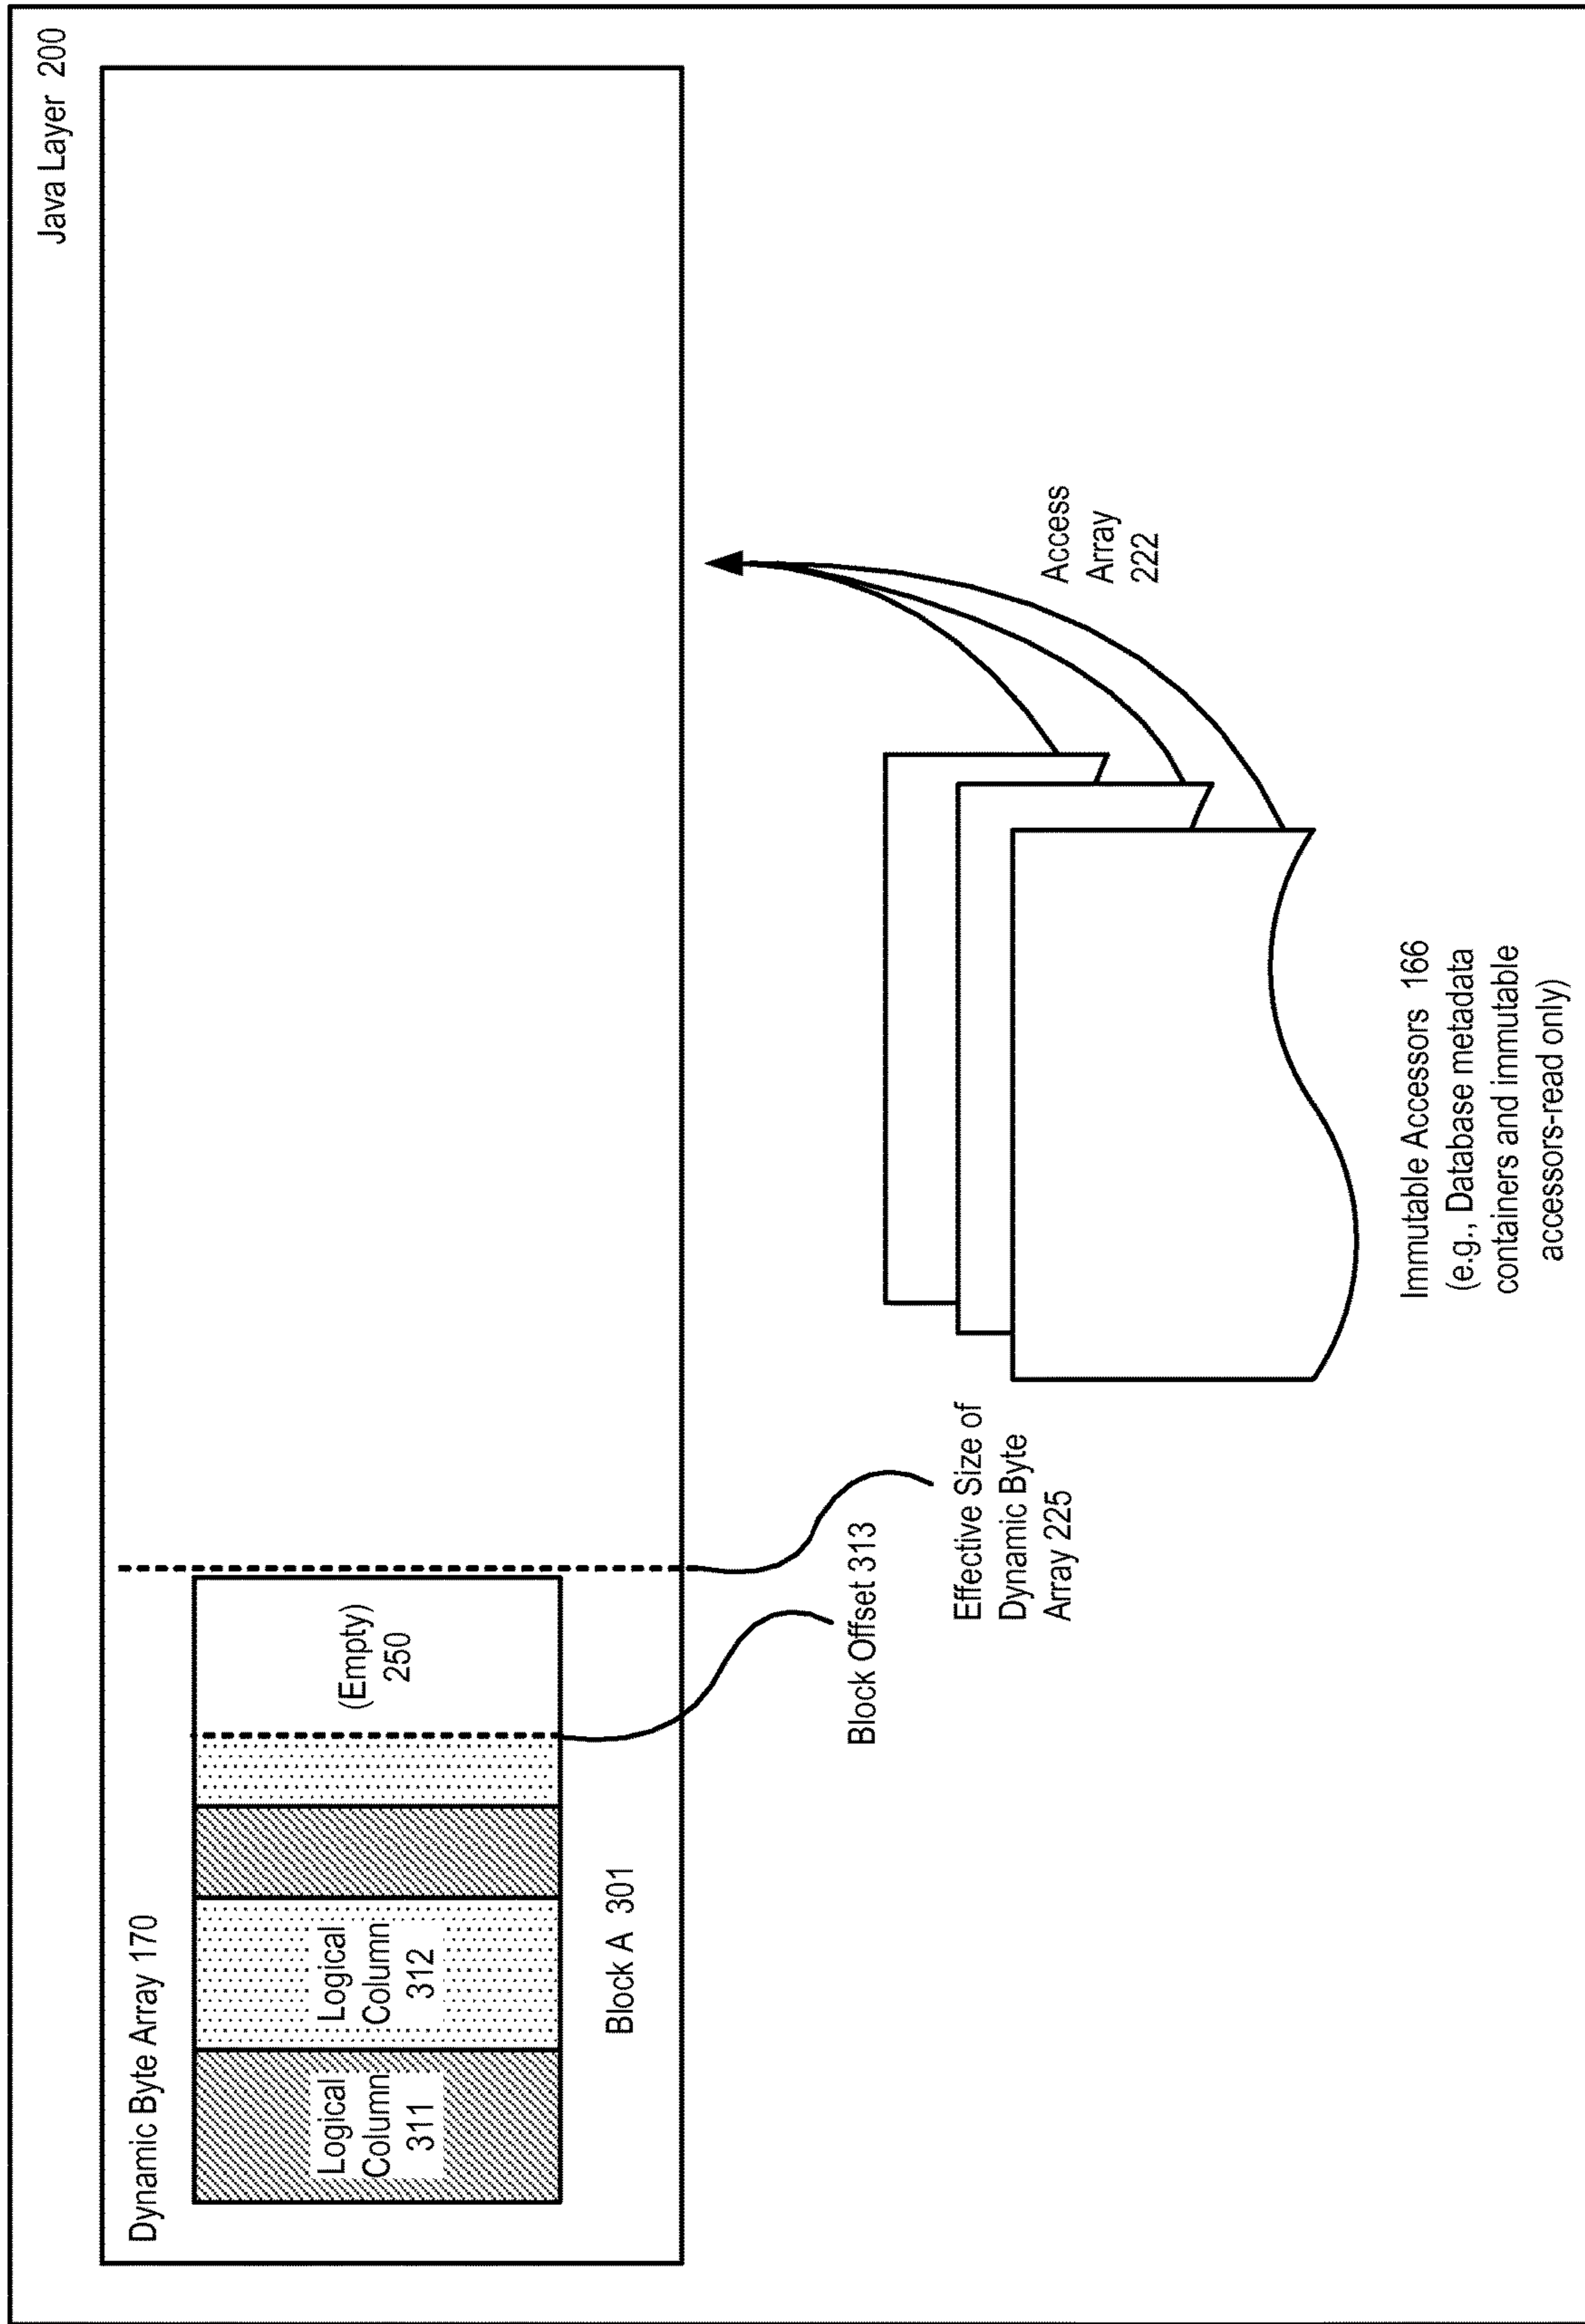 Java Layer 200
Dynamic Byte Array 170
Logical
Column
311
Logical
Column
312
(Empty)
250
Block A 301
Block Offset 313
Effective Size of
Dynamic Byte
Array 225
Access
Array
222
Immutable Accessors 166
(e.g., Database metadata
containers and immutable
accessors-read only)